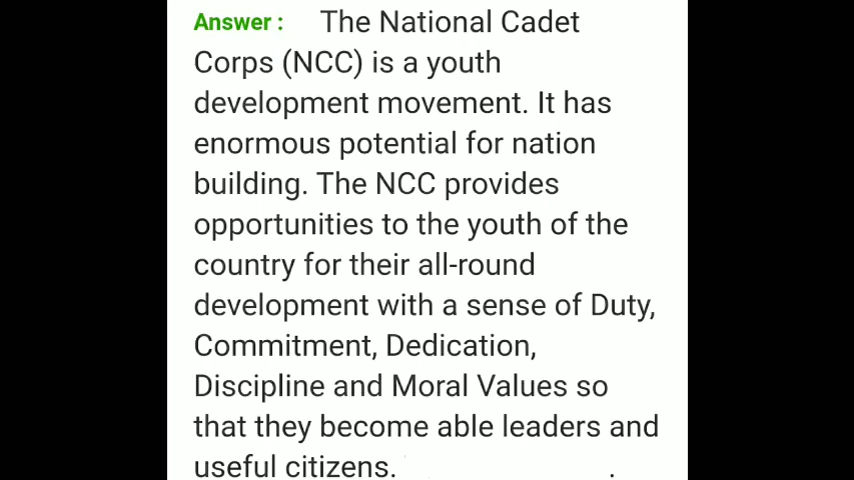 Answer : The National Cadet
Corps (NCC) is a youth
development movement. It has
enormous potential for nation
building. The NCC provides
opportunities to the youth of the
country for their all-round
development with a sense of Duty,
Commitment, Dedication,
Discipline and Moral Values so
that they become able leaders and
useful citizens. .